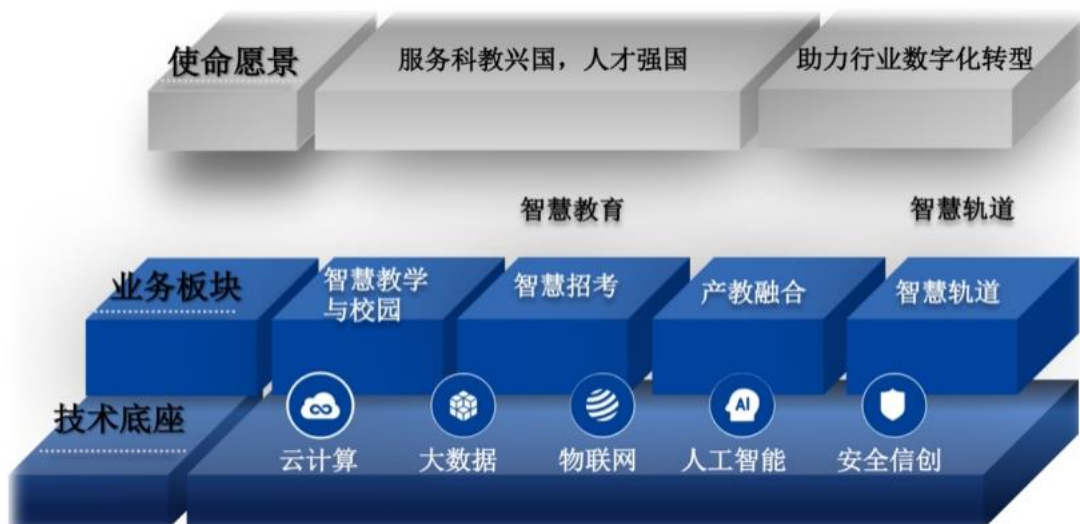 使命愿景
服务科教兴国，人才强国
助力行业数字化转型
智慧教育
智慧轨道
业务板块
智慧教学
与校园
智慧招考
产教融合
智慧轨道
技术底座
AI
云计算
大数据
物联网
人工智能
安全信创